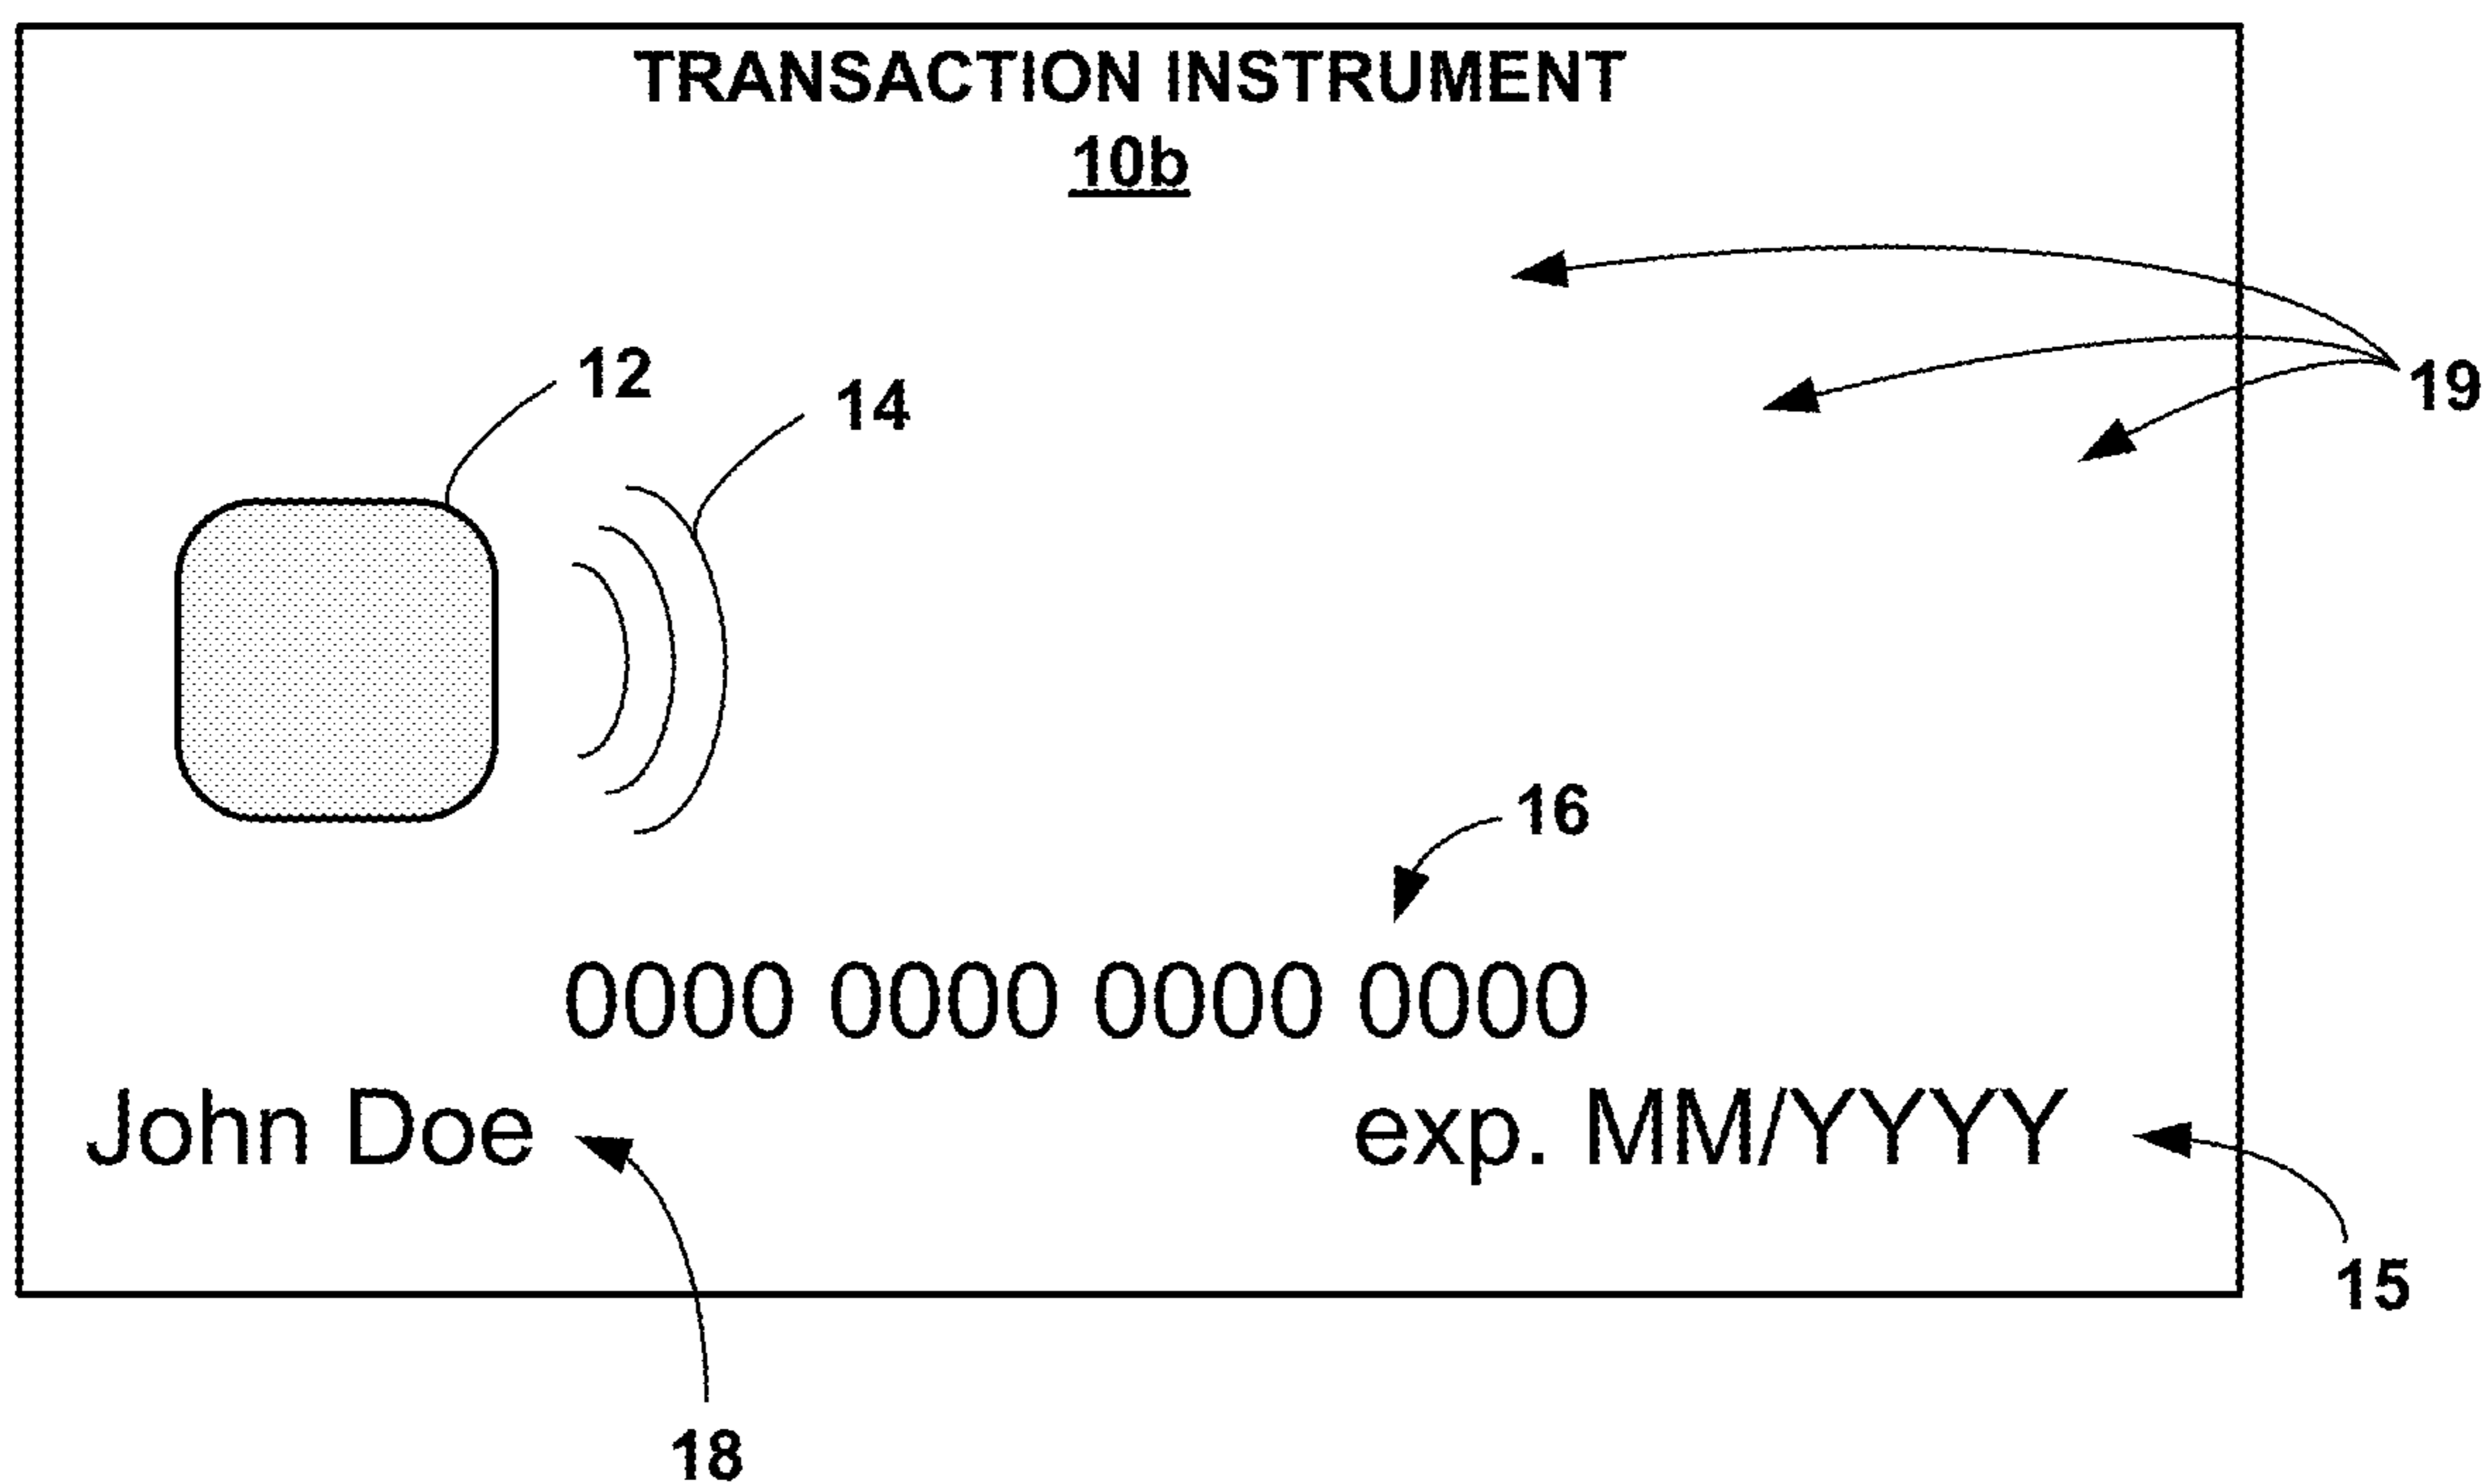 TRANSACTION INSTRUMENT
10b
12
14
19
16
0000 0000 0000 0000
John Doe
exp. MM/YYYY
15
18